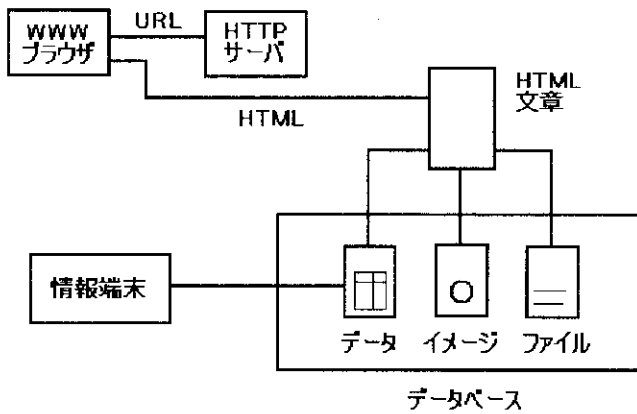 WWW
ブラウザ
URL
HTTP
サーバ
HTML
HTML
文章
情報端末
データ
イメージ
ファイル
データベース